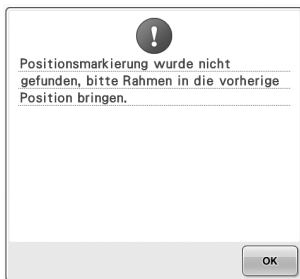 Positionsmarkierung wurde nicht
gefunden, bitte Rahmen in die vorherige
Position bringen.
OK